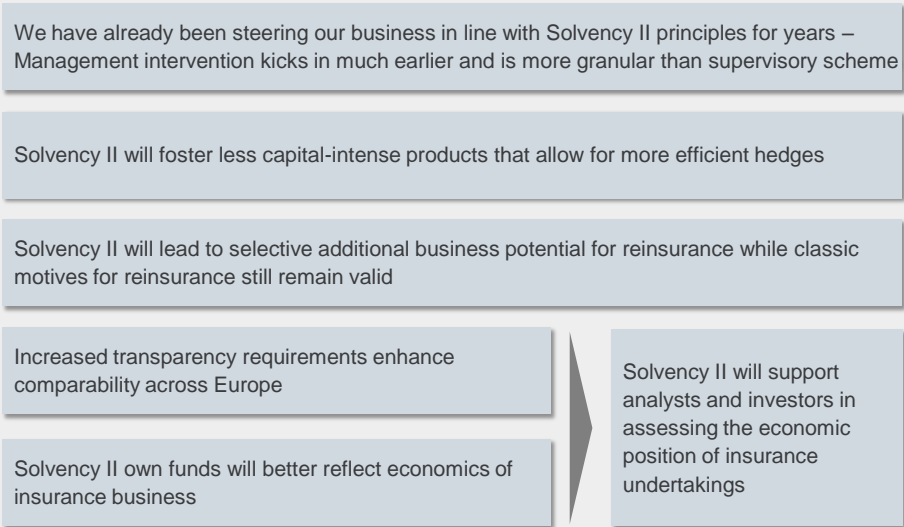 We have already been steering our business in line with Solvency II principles for years –
Management intervention kicks in much earlier and is more granular than supervisory scheme
Solvency II will foster less capital-intense products that allow for more efficient hedges
Solvency II will lead to selective additional business potential for reinsurance while classic
motives for reinsurance still remain valid
Increased transparency requirements enhance
comparability across Europe
Solvency II own funds will better reflect economics of
insurance business
Solvency II will support
analysts and investors in
assessing the economic
position of insurance
undertakings